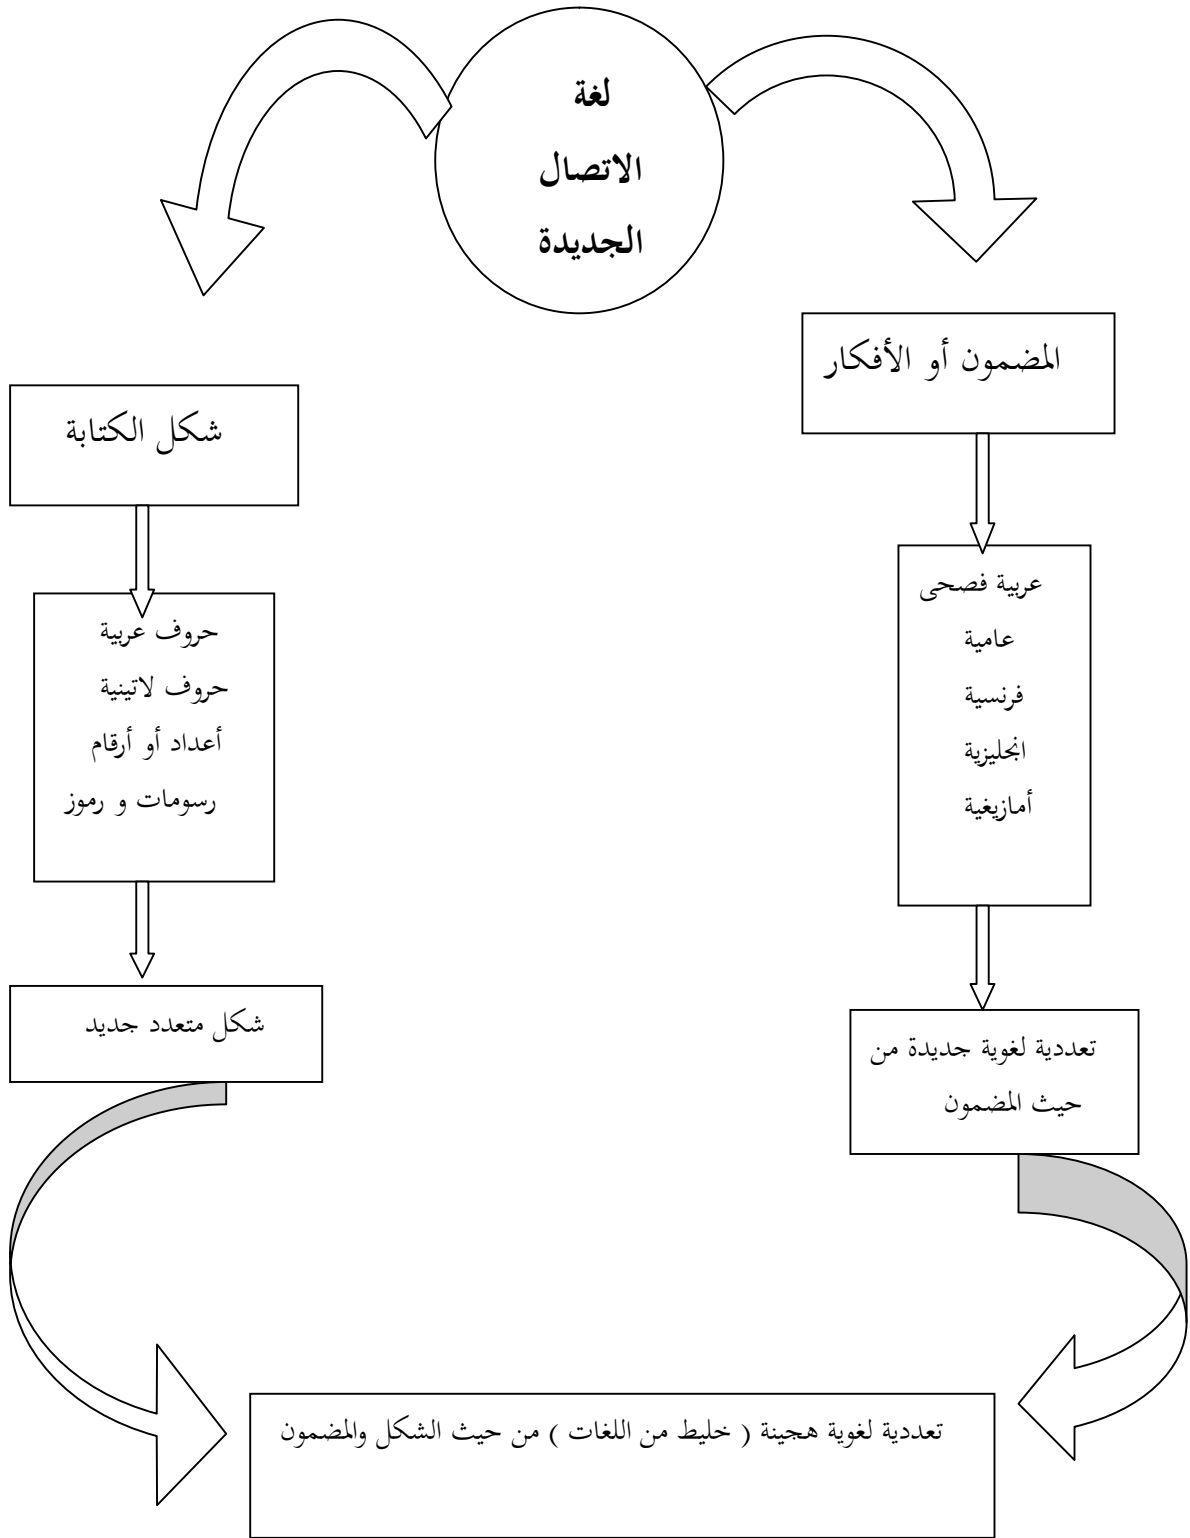 لغة
الاتصال
الجديدة
المضمون أو الأفكار
شكل الكتابة
عربية فصحى
عامية
فرنسية
انجليزية
أمازيغية
حروف عربية
حروف لاتينية
أعداد أو أرقام
رسومات و رموز
تعددية لغوية جديدة من
حيث المضمون
شكل متعدد جديد
تعددية لغوية هجينة ( خليط من اللغات ) من حيث الشكل والمضمون